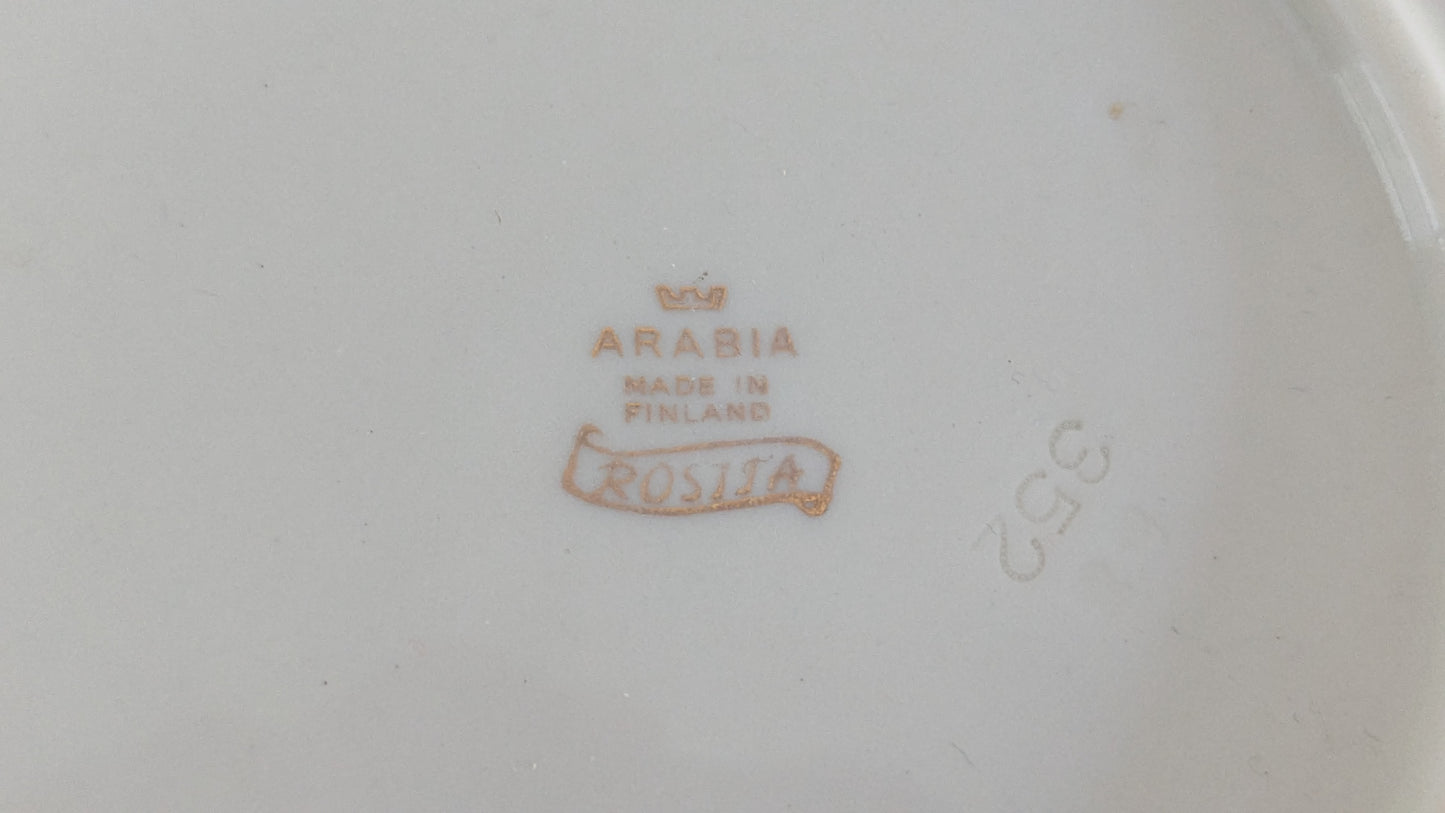 ARABIA
MADE IN
FINLAND
ROSITA
352